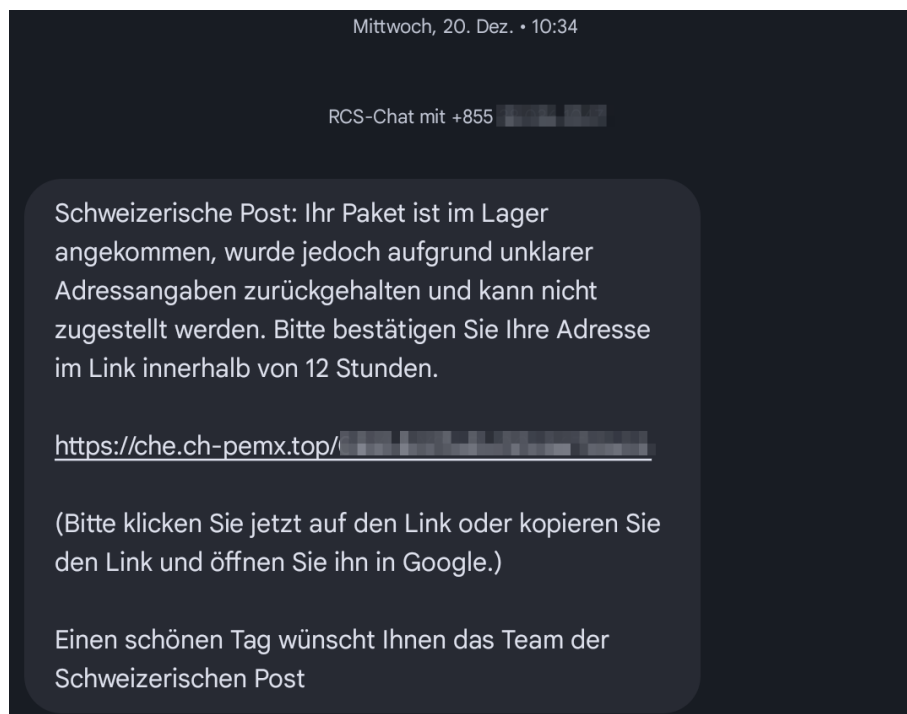 Mittwoch, 20. Dez. • 10:34
RCS-Chat mit +855
Schweizerische Post: Ihr Paket ist im Lager
angekommen, wurde jedoch aufgrund unklarer
Adressangaben zurückgehalten und kann nicht
zugestellt werden. Bitte bestätigen Sie Ihre Adresse
im Link innerhalb von 12 Stunden.
https://che.ch-pemx.top/
(Bitte klicken Sie jetzt auf den Link oder kopieren Sie
den Link und öffnen Sie ihn in Google.)
Einen schönen Tag wünscht Ihnen das Team der
Schweizerischen Post